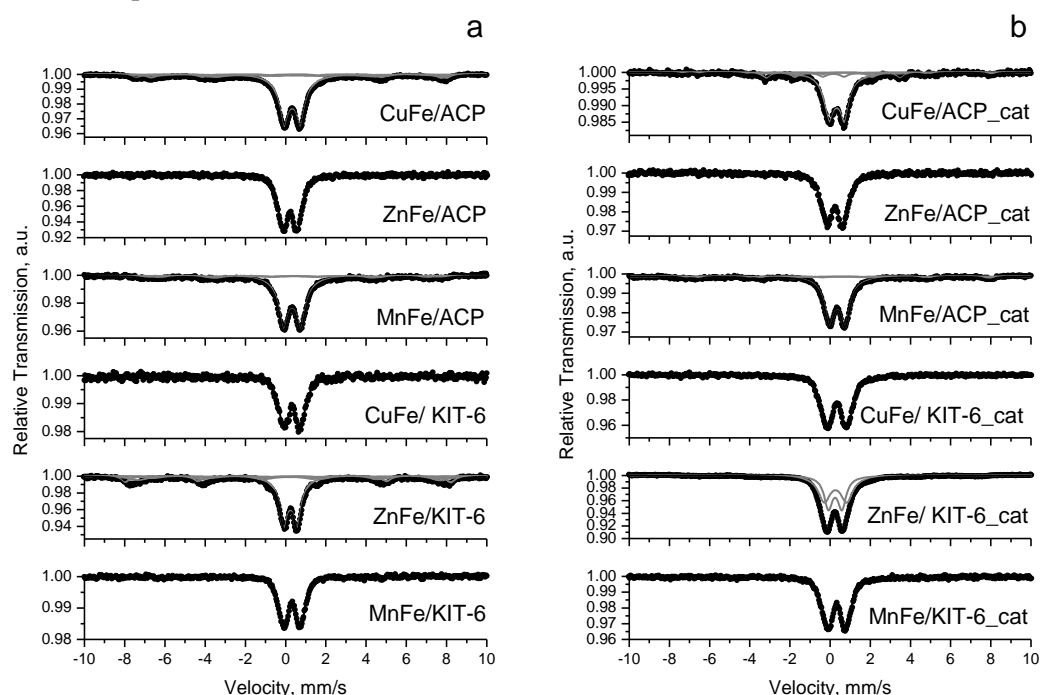 a
1.00
0.99
0.98
0.97
0.96
CuFe/ACP
1.00
0.98
0.96
0.94
0.92
ZnFe/ACP
1.00
0.98
0.96
MnFe/ACP
1.00
0.99
0.98
CuFe/ KIT-6
1.00
0.98
0.96
0.94
ZnFe/KIT-6
1.00
0.99
0.98
MnFe/KIT-6
-10 -8 -6 -4 -2 0 2 4 6 8 10
Velocity, mm/s
Relative Transmission, a.u.
b
1.000
0.995
0.990
0.985
CuFe/ACP_cat
1.00
0.99
0.98
0.97
ZnFe/ACP_cat
1.00
0.99
0.98
0.97
MnFe/ACP_cat
1.00
0.98
0.96
CuFe/ KIT-6_cat
1.00
0.98
0.96
0.94
0.92
0.90
ZnFe/ KIT-6_cat
1.00
0.99
0.98
0.97
0.96
MnFe/KIT-6_cat
-10 -8 -6 -4 -2 0 2 4 6 8 10
Velocity, mm/s
Relative Transmission, a.u.